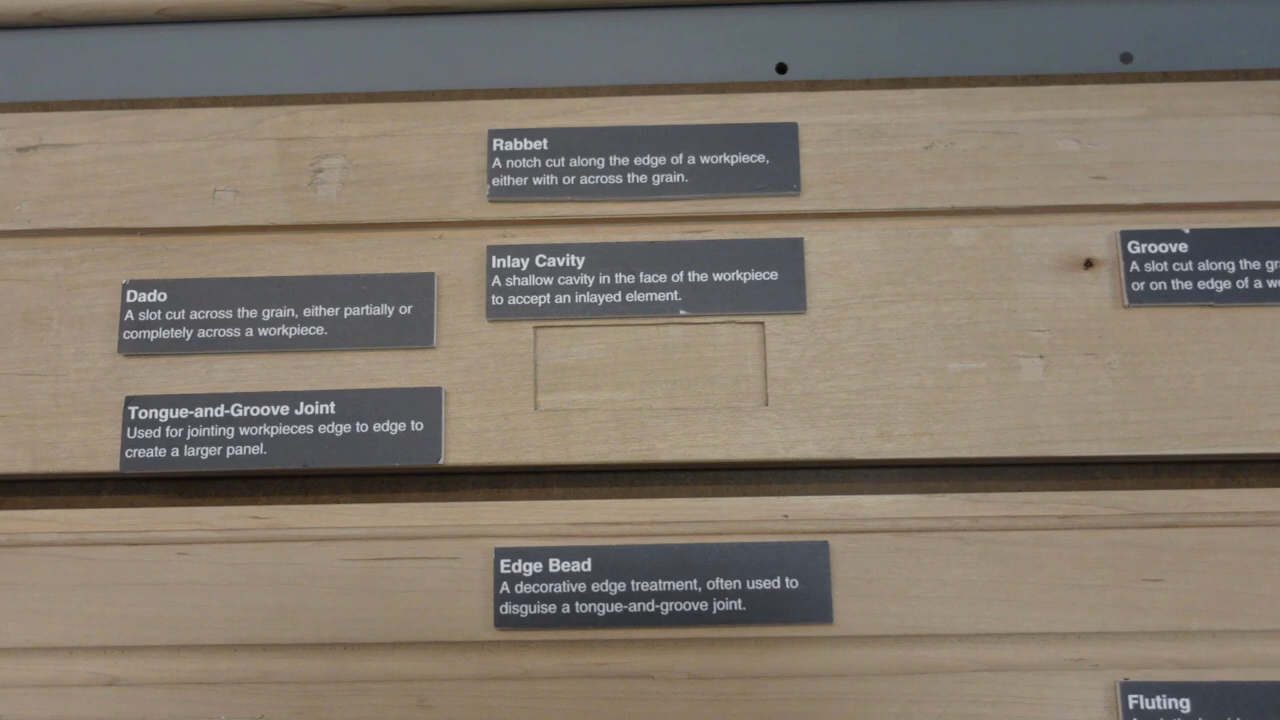 Rabbet
A notch cut along the edge of a workpiece,
either with or across the grain.
Inlay Cavity
A shallow cavity in the face of the workpiece
to accept an inlayed element.
Groove
A slot cut along the
or on the edge of a
Dado
A slot cut across the grain, either partially or
completely across a workpiece.
Tongue-and-Groove Joint
Used for jointing workpieces edge to edge to
create a larger panel.
Edge Bead
A decorative edge treatment, often used to
disguise a tongue-and-groove joint.
Fluting